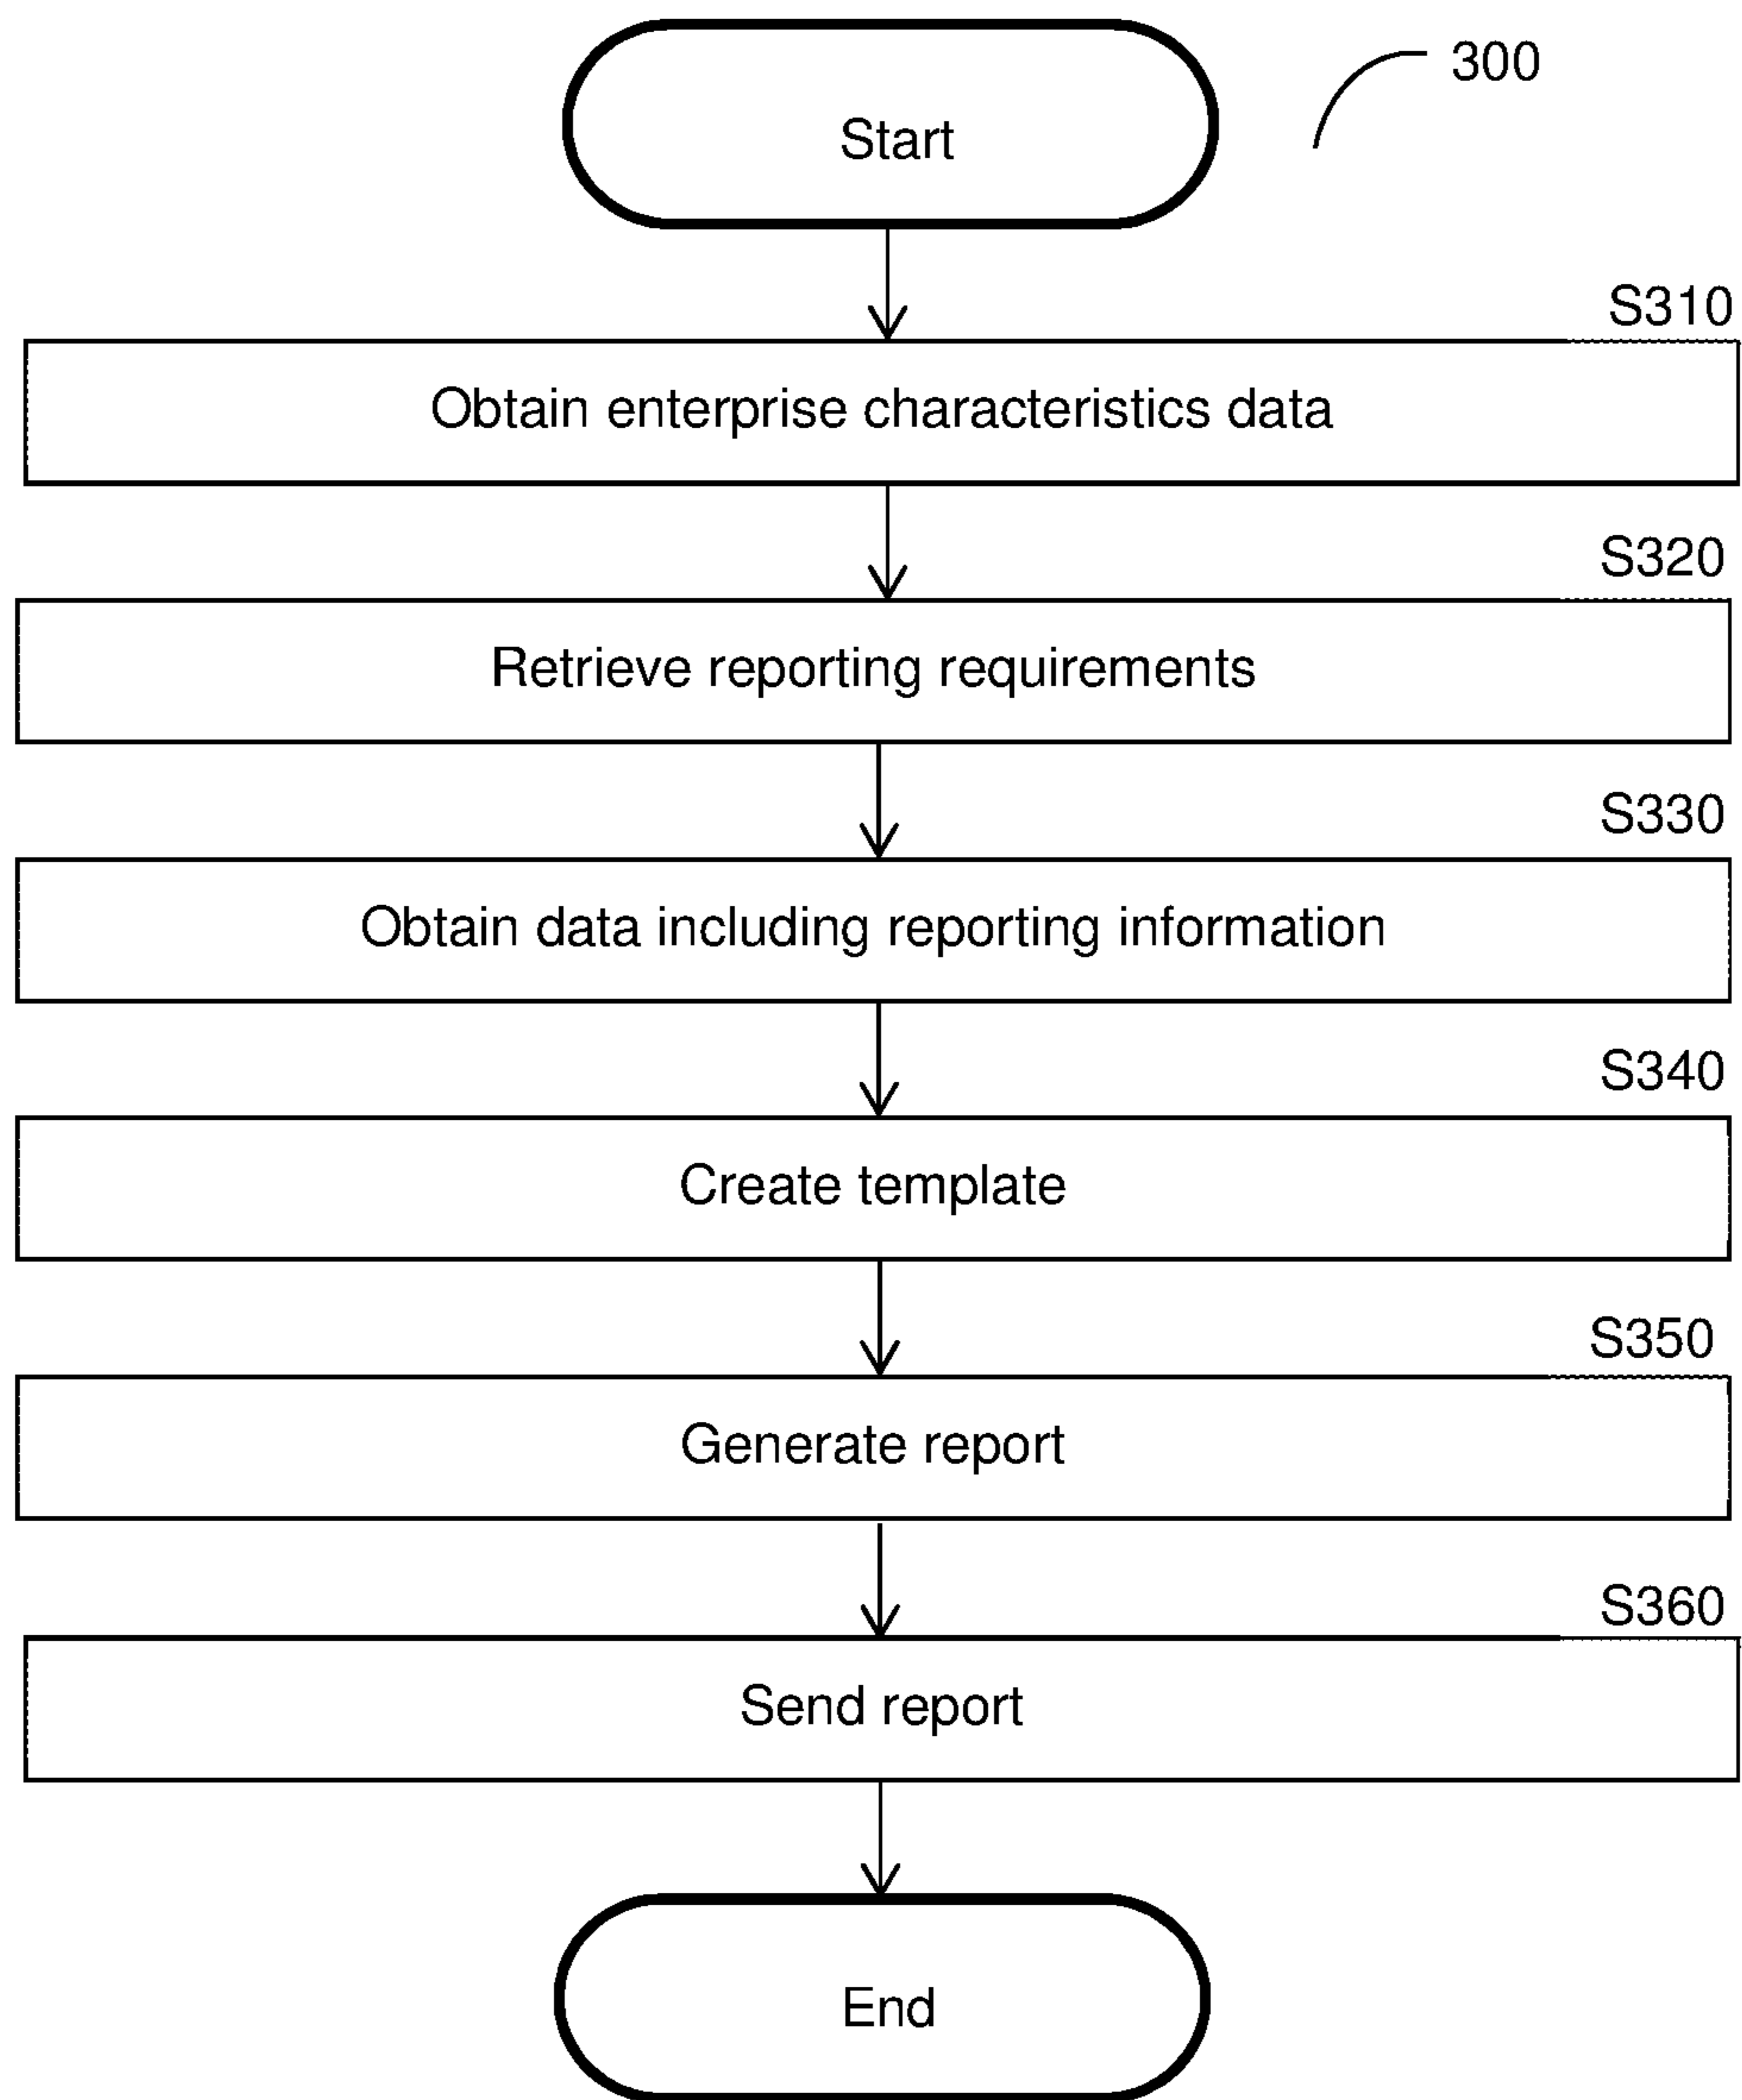 300
Start
S310
Obtain enterprise characteristics data
S320
Retrieve reporting requirements
S330
Obtain data including reporting information
S340
Create template
S350
Generate report
S360
Send report
End